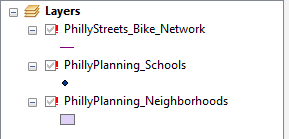 Layers
PhillyStreets_Bike_Network
PhillyPlanning_Schools
PhillyPlanning_Neighborhoods